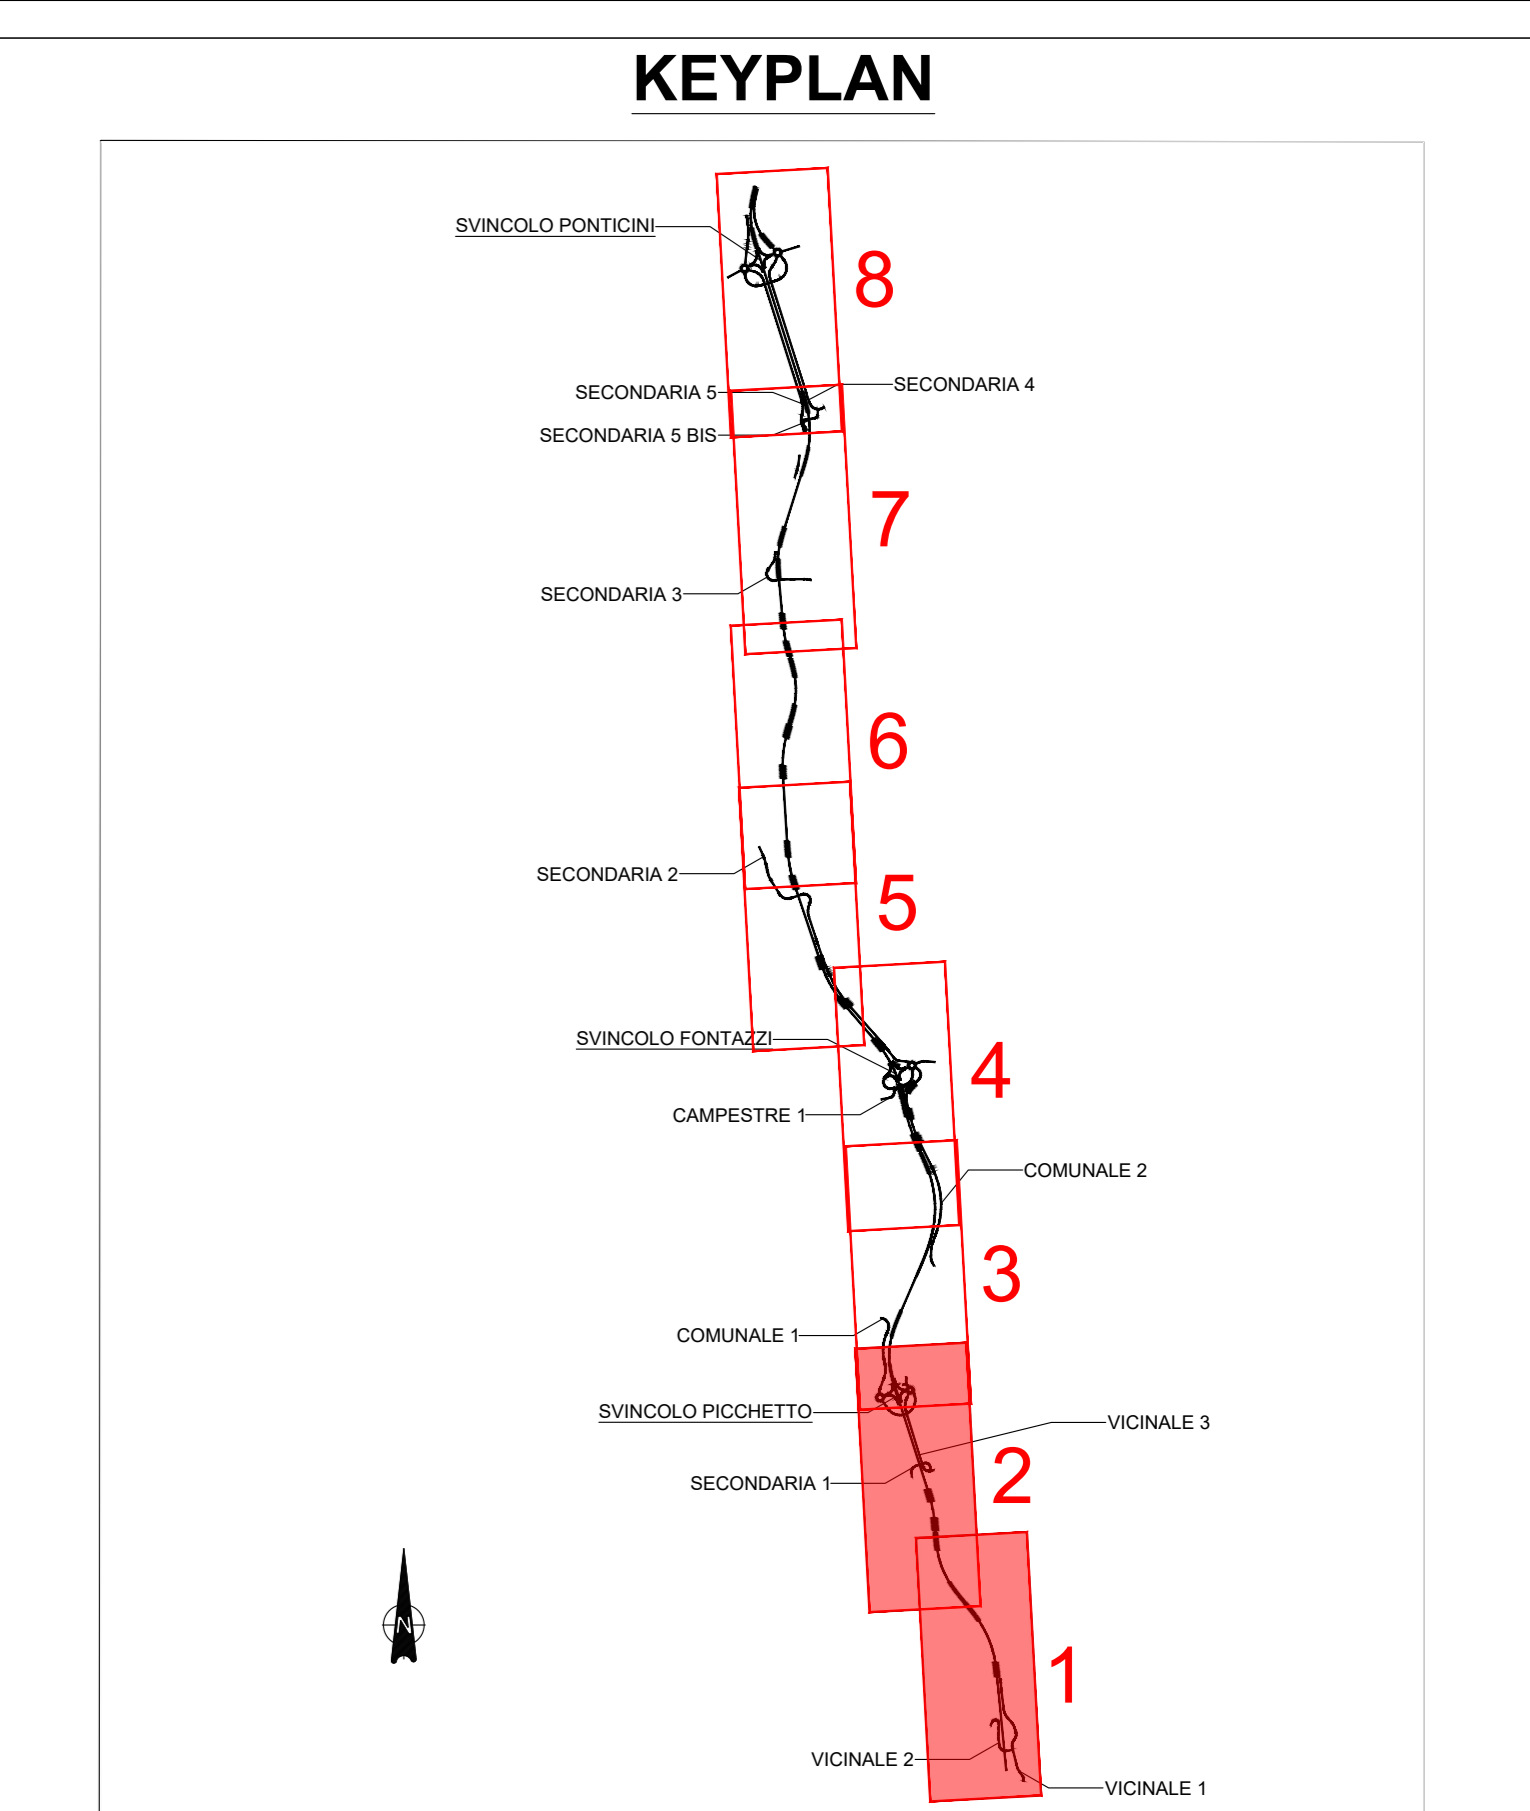 KEYPLAN
SVINCOLO PONTICINI
8
SECONDARIA 4
SECONDARIA 5
SECONDARIA 5 BIS
7
SECONDARIA 3
6
SECONDARIA 2
5
SVINCOLO FONTAZZI
4
CAMPESTRE 1
COMUNALE 2
3
COMUNALE 1
SVINCOLO PICCHETTO
VICINALE 3
2
SECONDARIA 1
N
1
VICINALE 2
VICINALE 1